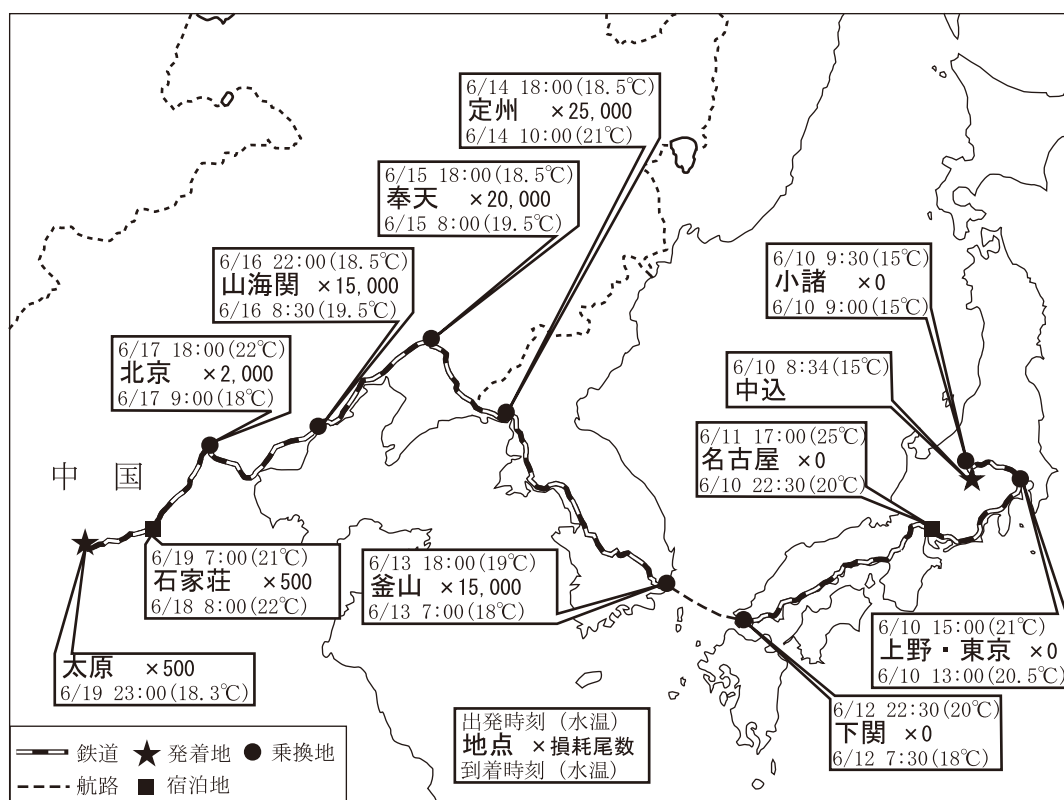 6/14 18:00(18.5℃)
定州 ×25,000
6/14 10:00(21℃)
6/15 18:00(18.5℃)
奉天 ×20,000
6/15 8:00(19.5℃)
6/16 22:00(18.5℃)
山海関 ×15,000
6/16 8:30(19.5℃)
6/17 18:00(22℃)
北京 ×2,000
6/17 9:00(18℃)
6/10 9:30(15℃)
小諸 ×0
6/10 9:00(15℃)
6/10 8:34(15℃)
中込
6/11 17:00(25℃)
名古屋 ×0
6/10 22:30(20℃)
中国
6/19 7:00(21℃)
石家荘 ×500
6/18 8:00(22℃)
6/13 18:00(19℃)
釜山 ×15,000
6/13 7:00(18℃)
6/10 15:00(21℃)
上野・東京 ×0
6/10 13:00(20.5℃)
太原 ×500
6/19 23:00(18.3℃)
6/12 22:30(20℃)
下関 ×0
6/12 7:30(18℃)
出発時刻(水温)
地点 ×損耗尾数
到着時刻(水温)
鉄道 発着地 乗換地
航路 宿泊地